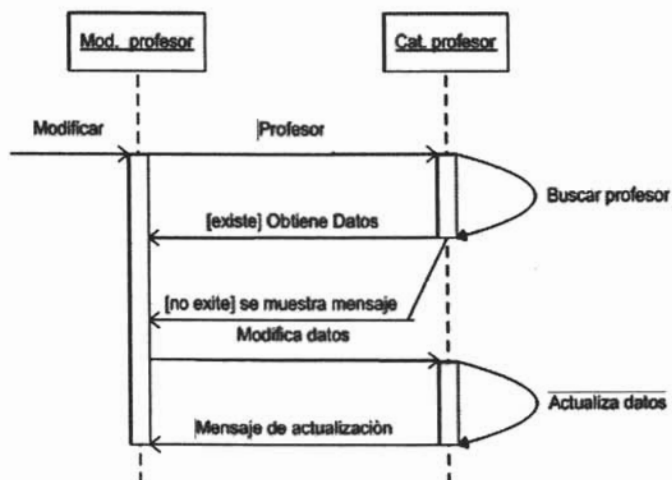 Mod. profesor
Cat. profesor
Modificar
Profesor
Buscar profesor
[existe] Obtiene Datos
[no exite] se muestra mensaje
Modifica datos
Actualiza datos
Mensaje de actualizaciòn